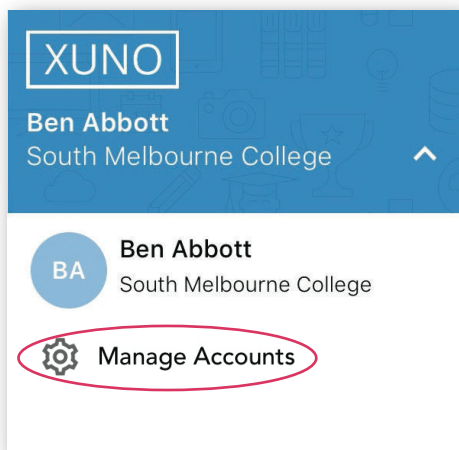 XUNO
Ben Abbott
South Melbourne College
BA
Ben Abbott
South Melbourne College
Manage Accounts